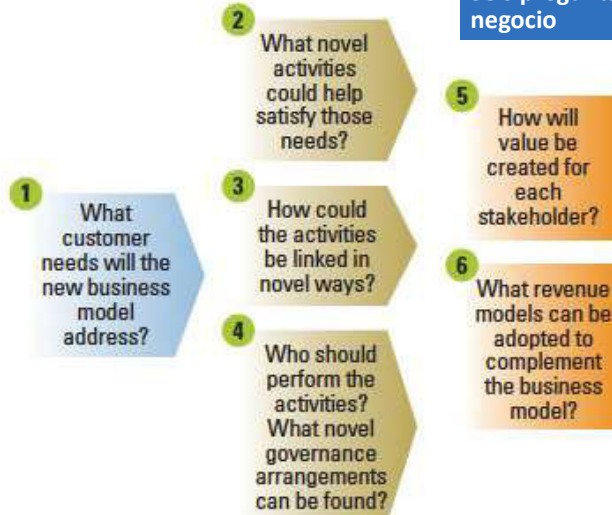 negocio
1
What
customer
needs will the
new business
model
address?
2
What novel
activities
could help
satisfy those
needs?
3
How could
the activities
be linked in
novel ways?
4
Who should
perform the
activities?
What novel
governance
arrangements
can be found?
5
How will
value be
created for
each
stakeholder?
6
What revenue
models can be
adopted to
complement
the business
model?